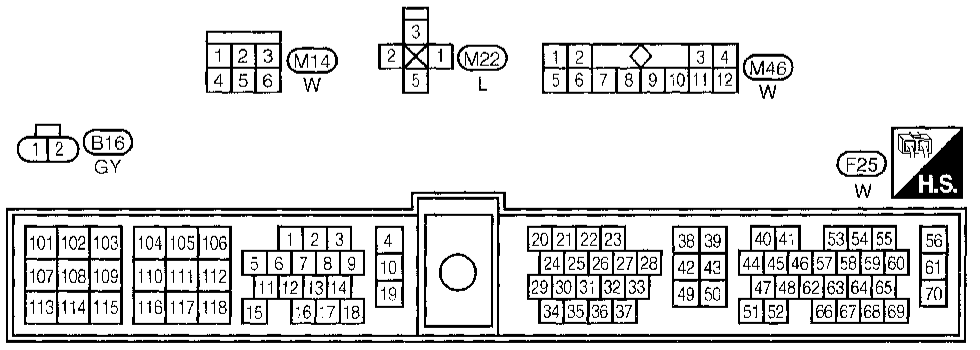 3
1 2 3 M14
4 5 6 W
2 1 M22
5 L
1 2 3 4 M46
5 6 7 8 9 10 11 12 W
1 2 B16
GY
F25
W
H.S.
101 102 103 104 105 106 1 2 3 4
107 108 109 110 111 112 5 6 7 8 9 10
113 114 115 116 117 118 11 12 13 14 19
15 16 17 18
20 21 22 23 38 39 40 41 53 54 55 56
24 25 26 27 28 42 43 44 45 46 57 58 59 60 61
29 30 31 32 33 49 50 47 48 62 63 64 65 70
34 35 36 37 51 52 66 67 68 69